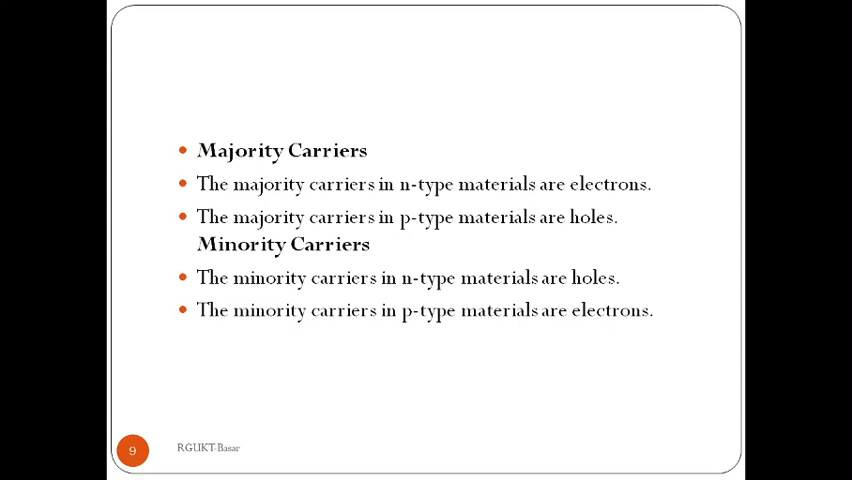 Majority Carriers
The majority carriers in n-type materials are electrons.
The majority carriers in p-type materials are holes.
Minority Carriers
The minority carriers in n-type materials are holes.
The minority carriers in p-type materials are electrons.
9
RGUKT-Basar